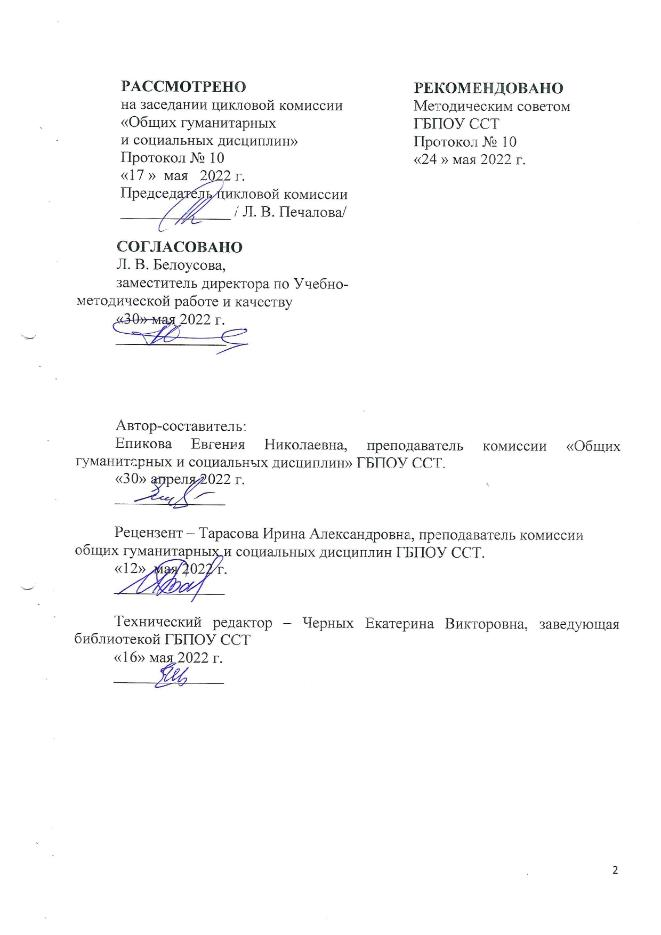 РАССМОТРЕНО
на заседании цикловой комиссии
«Общих гуманитарных
и социальных дисциплин»
Протокол № 10
«17 » мая 2022 г.
Председатель цикловой комиссии
/ Л. В. Печалова/
РЕКОМЕНДОВАНО
Методическим советом
ГБПОУ ССТ
Протокол № 10
«24 » мая 2022 г.
СОГЛАСОВАНО
Л. В. Белоусова,
заместитель директора по Учебно-
методической работе и качеству
«30» мая 2022 г.
Автор-составитель:
Епикова Евгения Николаевна, преподаватель комиссии «Общих
гуманитарных и социальных дисциплин» ГБПОУ ССТ.
«30» апреля 2022 г.
Рецензент – Тарасова Ирина Александровна, преподаватель комиссии
общих гуманитарных и социальных дисциплин ГБПОУ ССТ.
«12» мая 2022 г.
Технический редактор – Черных Екатерина Викторовна, заведующая
библиотекой ГБПОУ ССТ
«16» мая 2022 г.
2